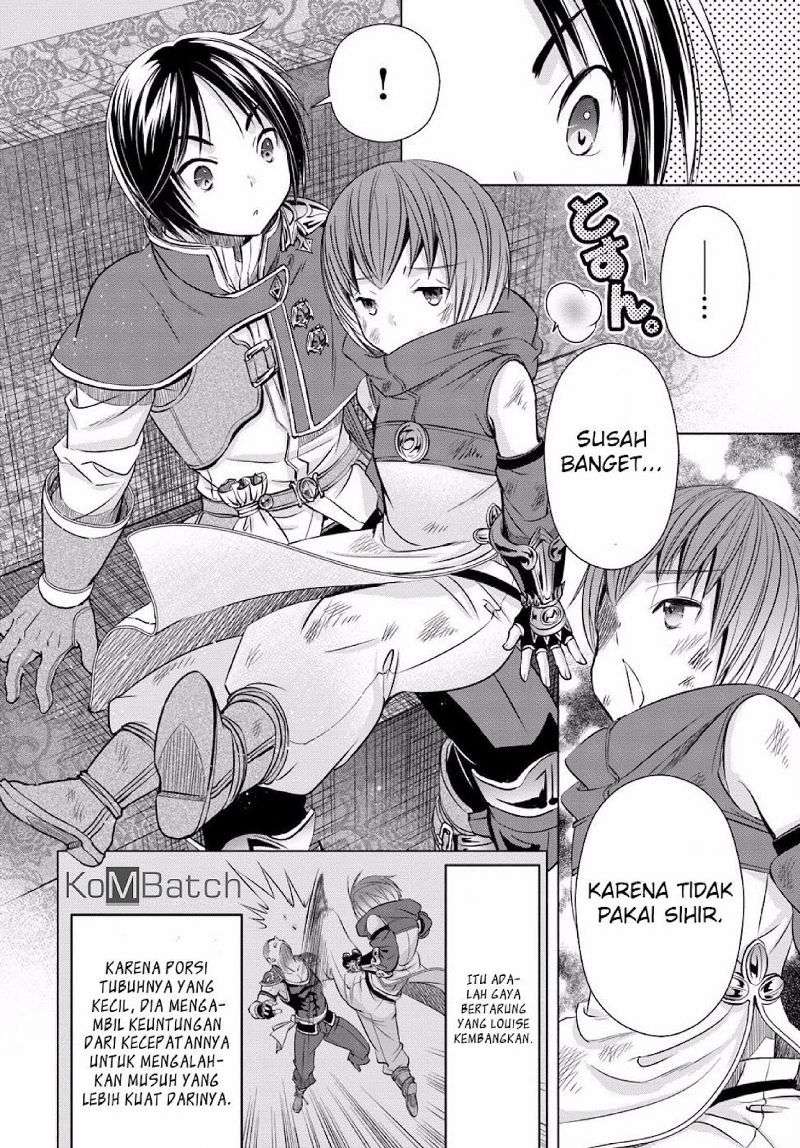 !
...
とすん。
SUSAH
BANGET...
KARENA TIDAK
PAKAI SIHIR.
ITU ADA-
LAH GAYA
BERTARUNG
YANG LOUISE
KEMBANGKAN.
KARENA PORSI
TUBUHNYA YANG
KECIL, DIA MENGA-
MBIL KEUNTUNGAN
DARI KECEPATANNYA
UNTUK MENGALAH-
KAN MUSUH YANG
LEBIH KUAT DARINYA.
KoMBatch